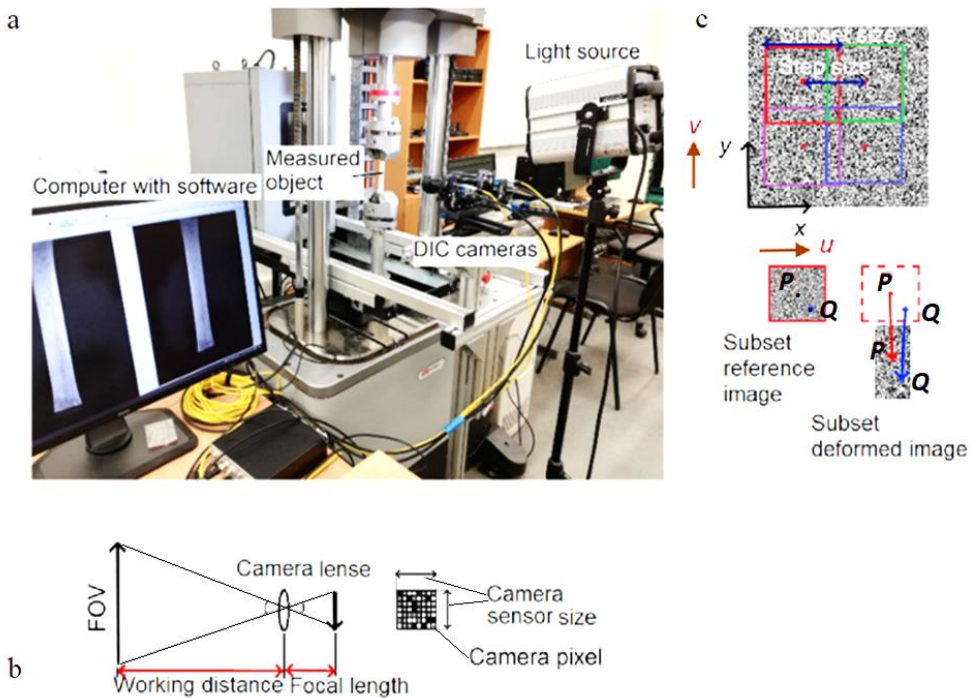 a
Light source
Measured
object
Computer with software
DIC cameras
c
Subset size
Step size
v
y
x
u
P
Q
P
Q
P
Q
Subset
reference
image
Subset
deformed image
b
FOV
Camera lense
Working distance
Focal length
Camera
sensor size
Camera pixel